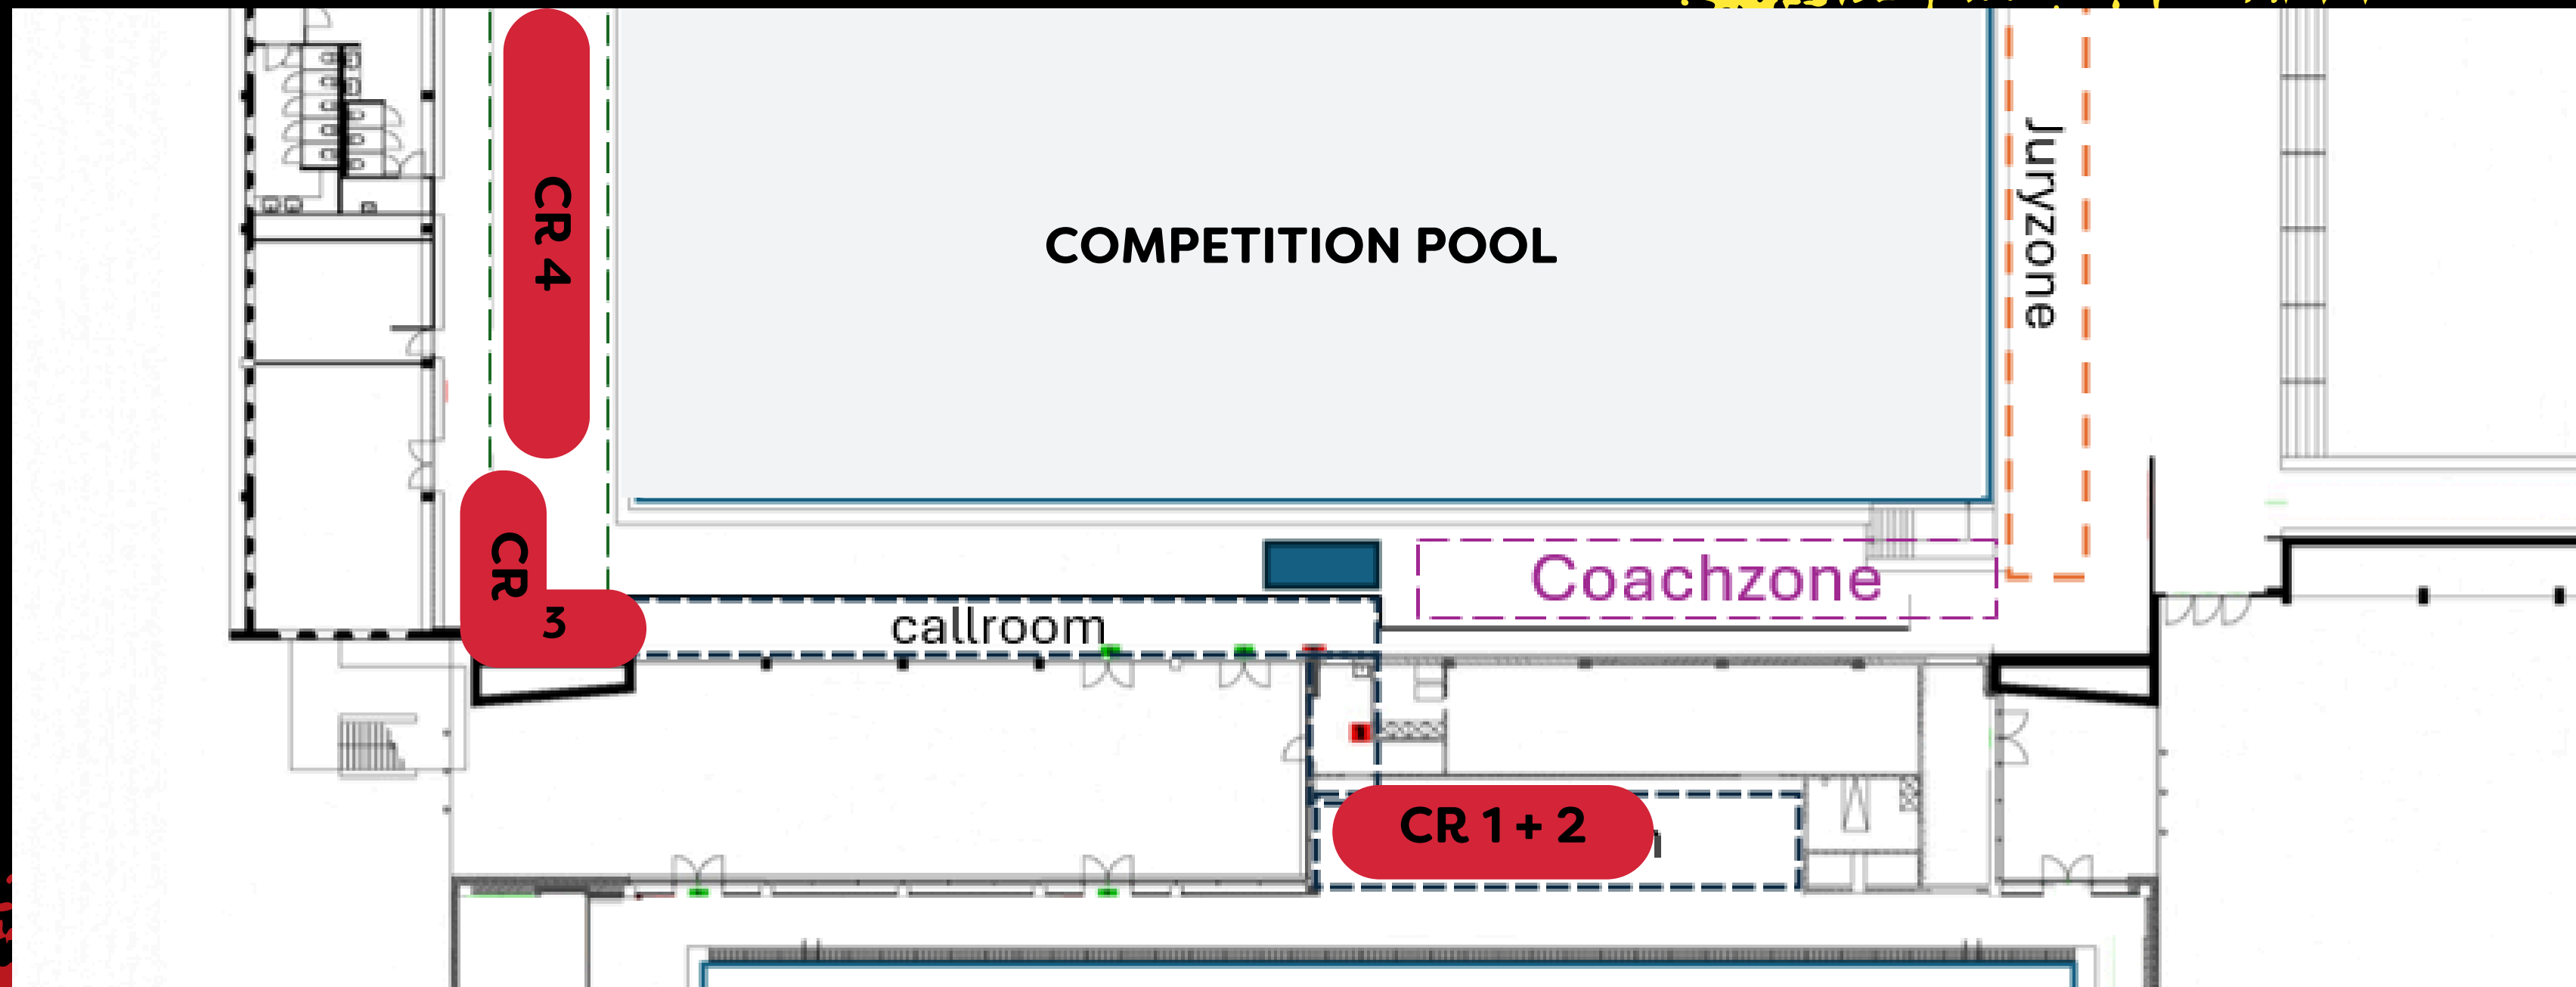 CR 4
COMPETITION POOL
Juryzone
CR
3
callroom
Coachzone
CR 1 + 2